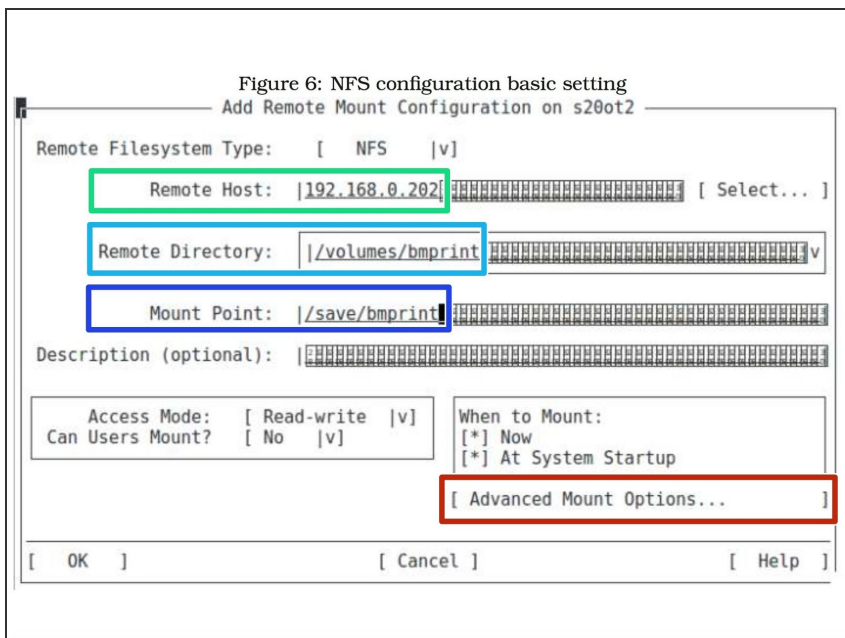 Figure 6: NFS configuration basic setting
Add Remote Mount Configuration on s20ot2
Remote Filesystem Type: [ NFS |v]
Remote Host: |192.168.0.202 [ Select... ]
Remote Directory: |/volumes/bmprint v
Mount Point: |/save/bmprint
Description (optional): |
Access Mode: [ Read-write |v]
Can Users Mount? [ No |v]
When to Mount:
[*] Now
[*] At System Startup
[ Advanced Mount Options... ]
[ OK ] [ Cancel ] [ Help ]